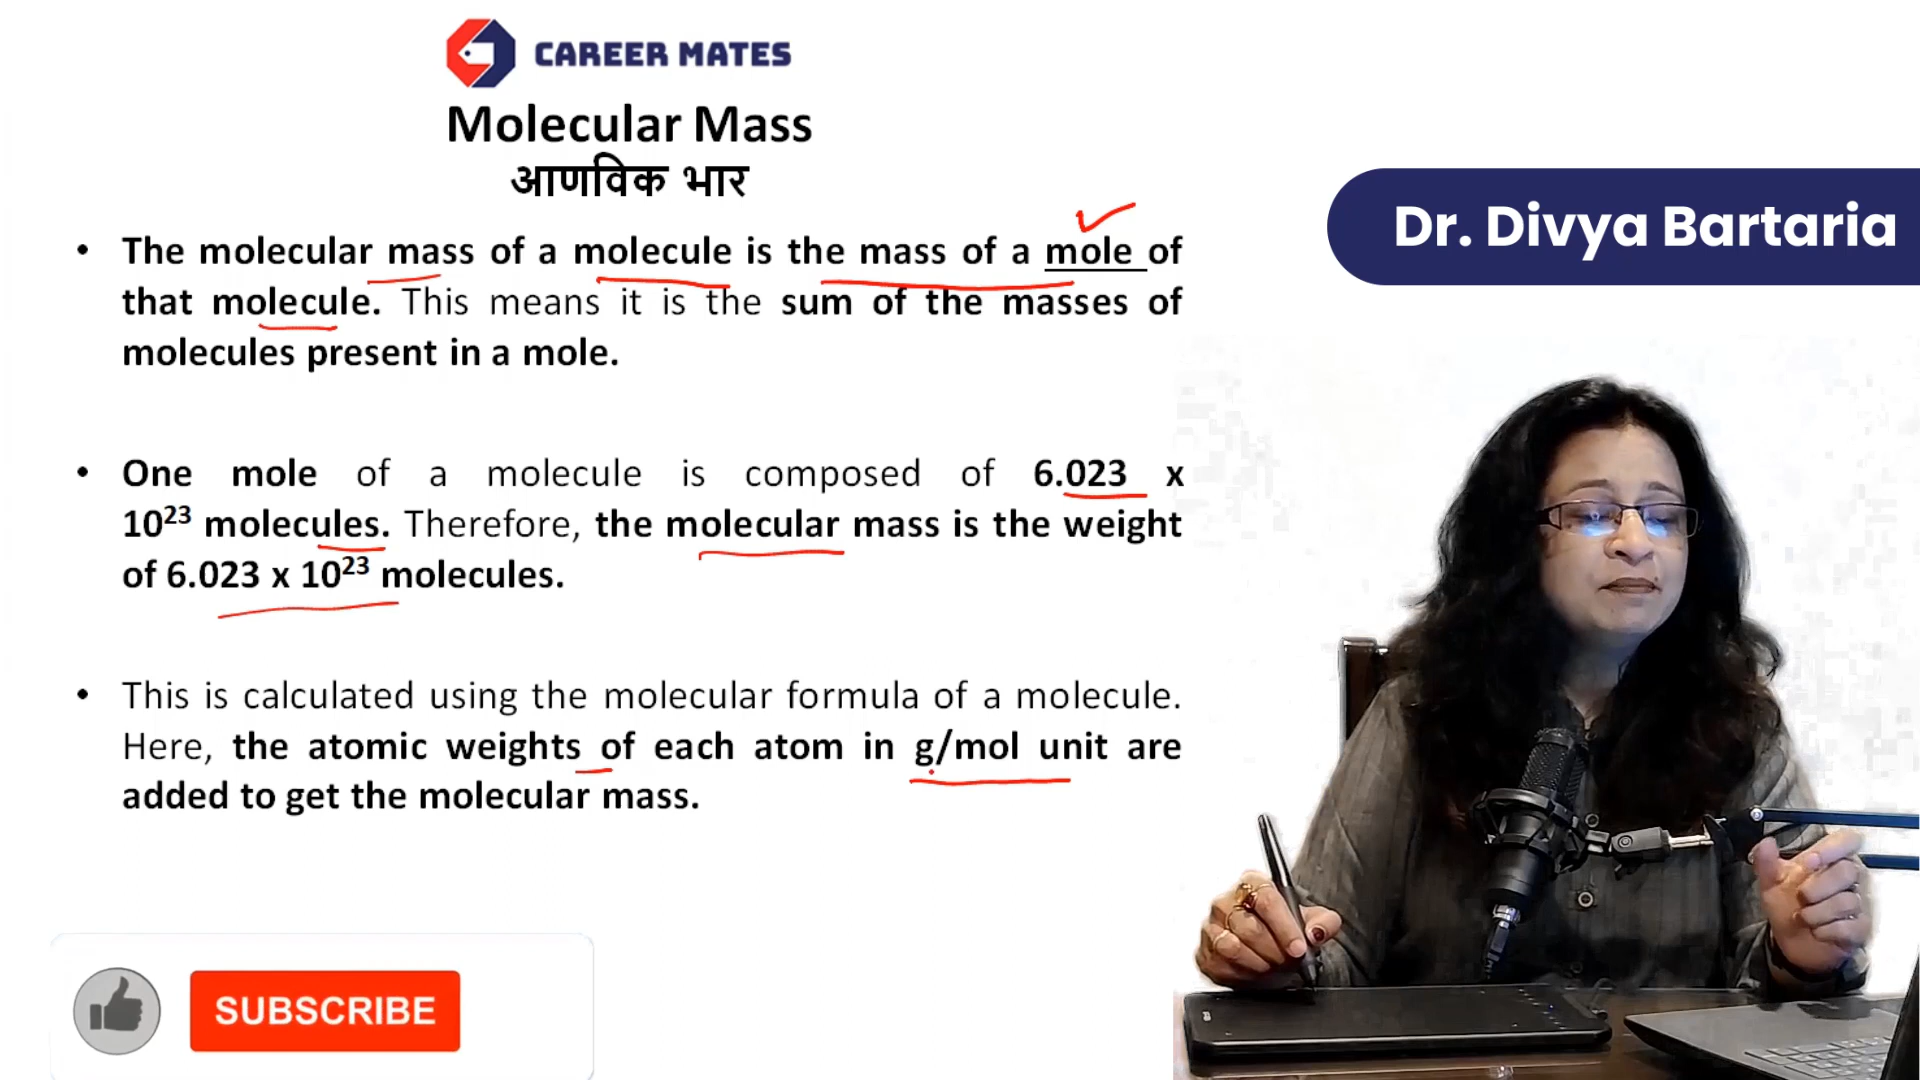 CAREER MATES
Molecular Mass
आणविक भार
Dr. Divya Bartaria
• The molecular mass of a molecule is the mass of a mole of
that molecule. This means it is the sum of the masses of
molecules present in a mole.
• One mole of a molecule is composed of 6.023 x
10²³ molecules. Therefore, the molecular mass is the weight
of 6.023 x 10²³ molecules.
• This is calculated using the molecular formula of a molecule.
Here, the atomic weights of each atom in g/mol unit are
added to get the molecular mass.
SUBSCRIBE